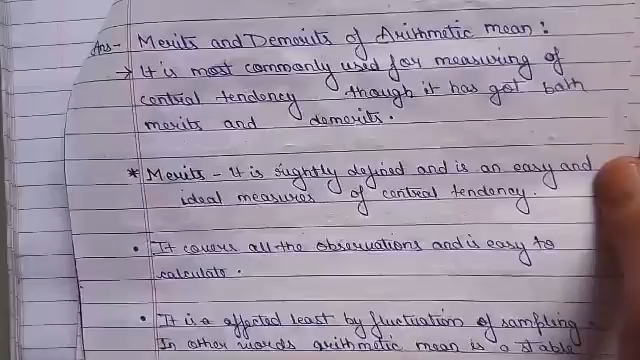 Ans- Merits and Demerits of Arithmetic mean:
→ It is most commonly used for measuring of
central tendency though it has got bath
merits and demerits.
* Merits - It is rightly defined and is an easy and
ideal measures of central tendency.
• It covers all the observations and is easy to
calculate.
• It is a affected least by fluctuation of sampling.
In other words arithmetic mean is a stable